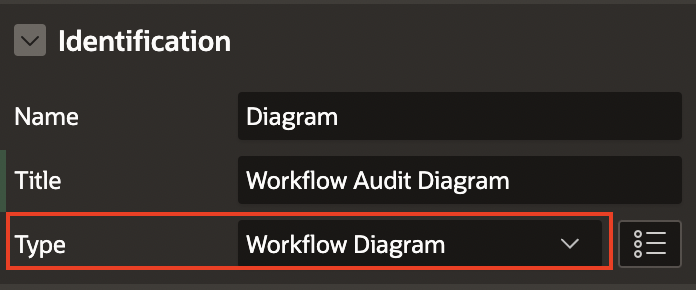 Identification
Name Diagram
Title Workflow Audit Diagram
Type Workflow Diagram